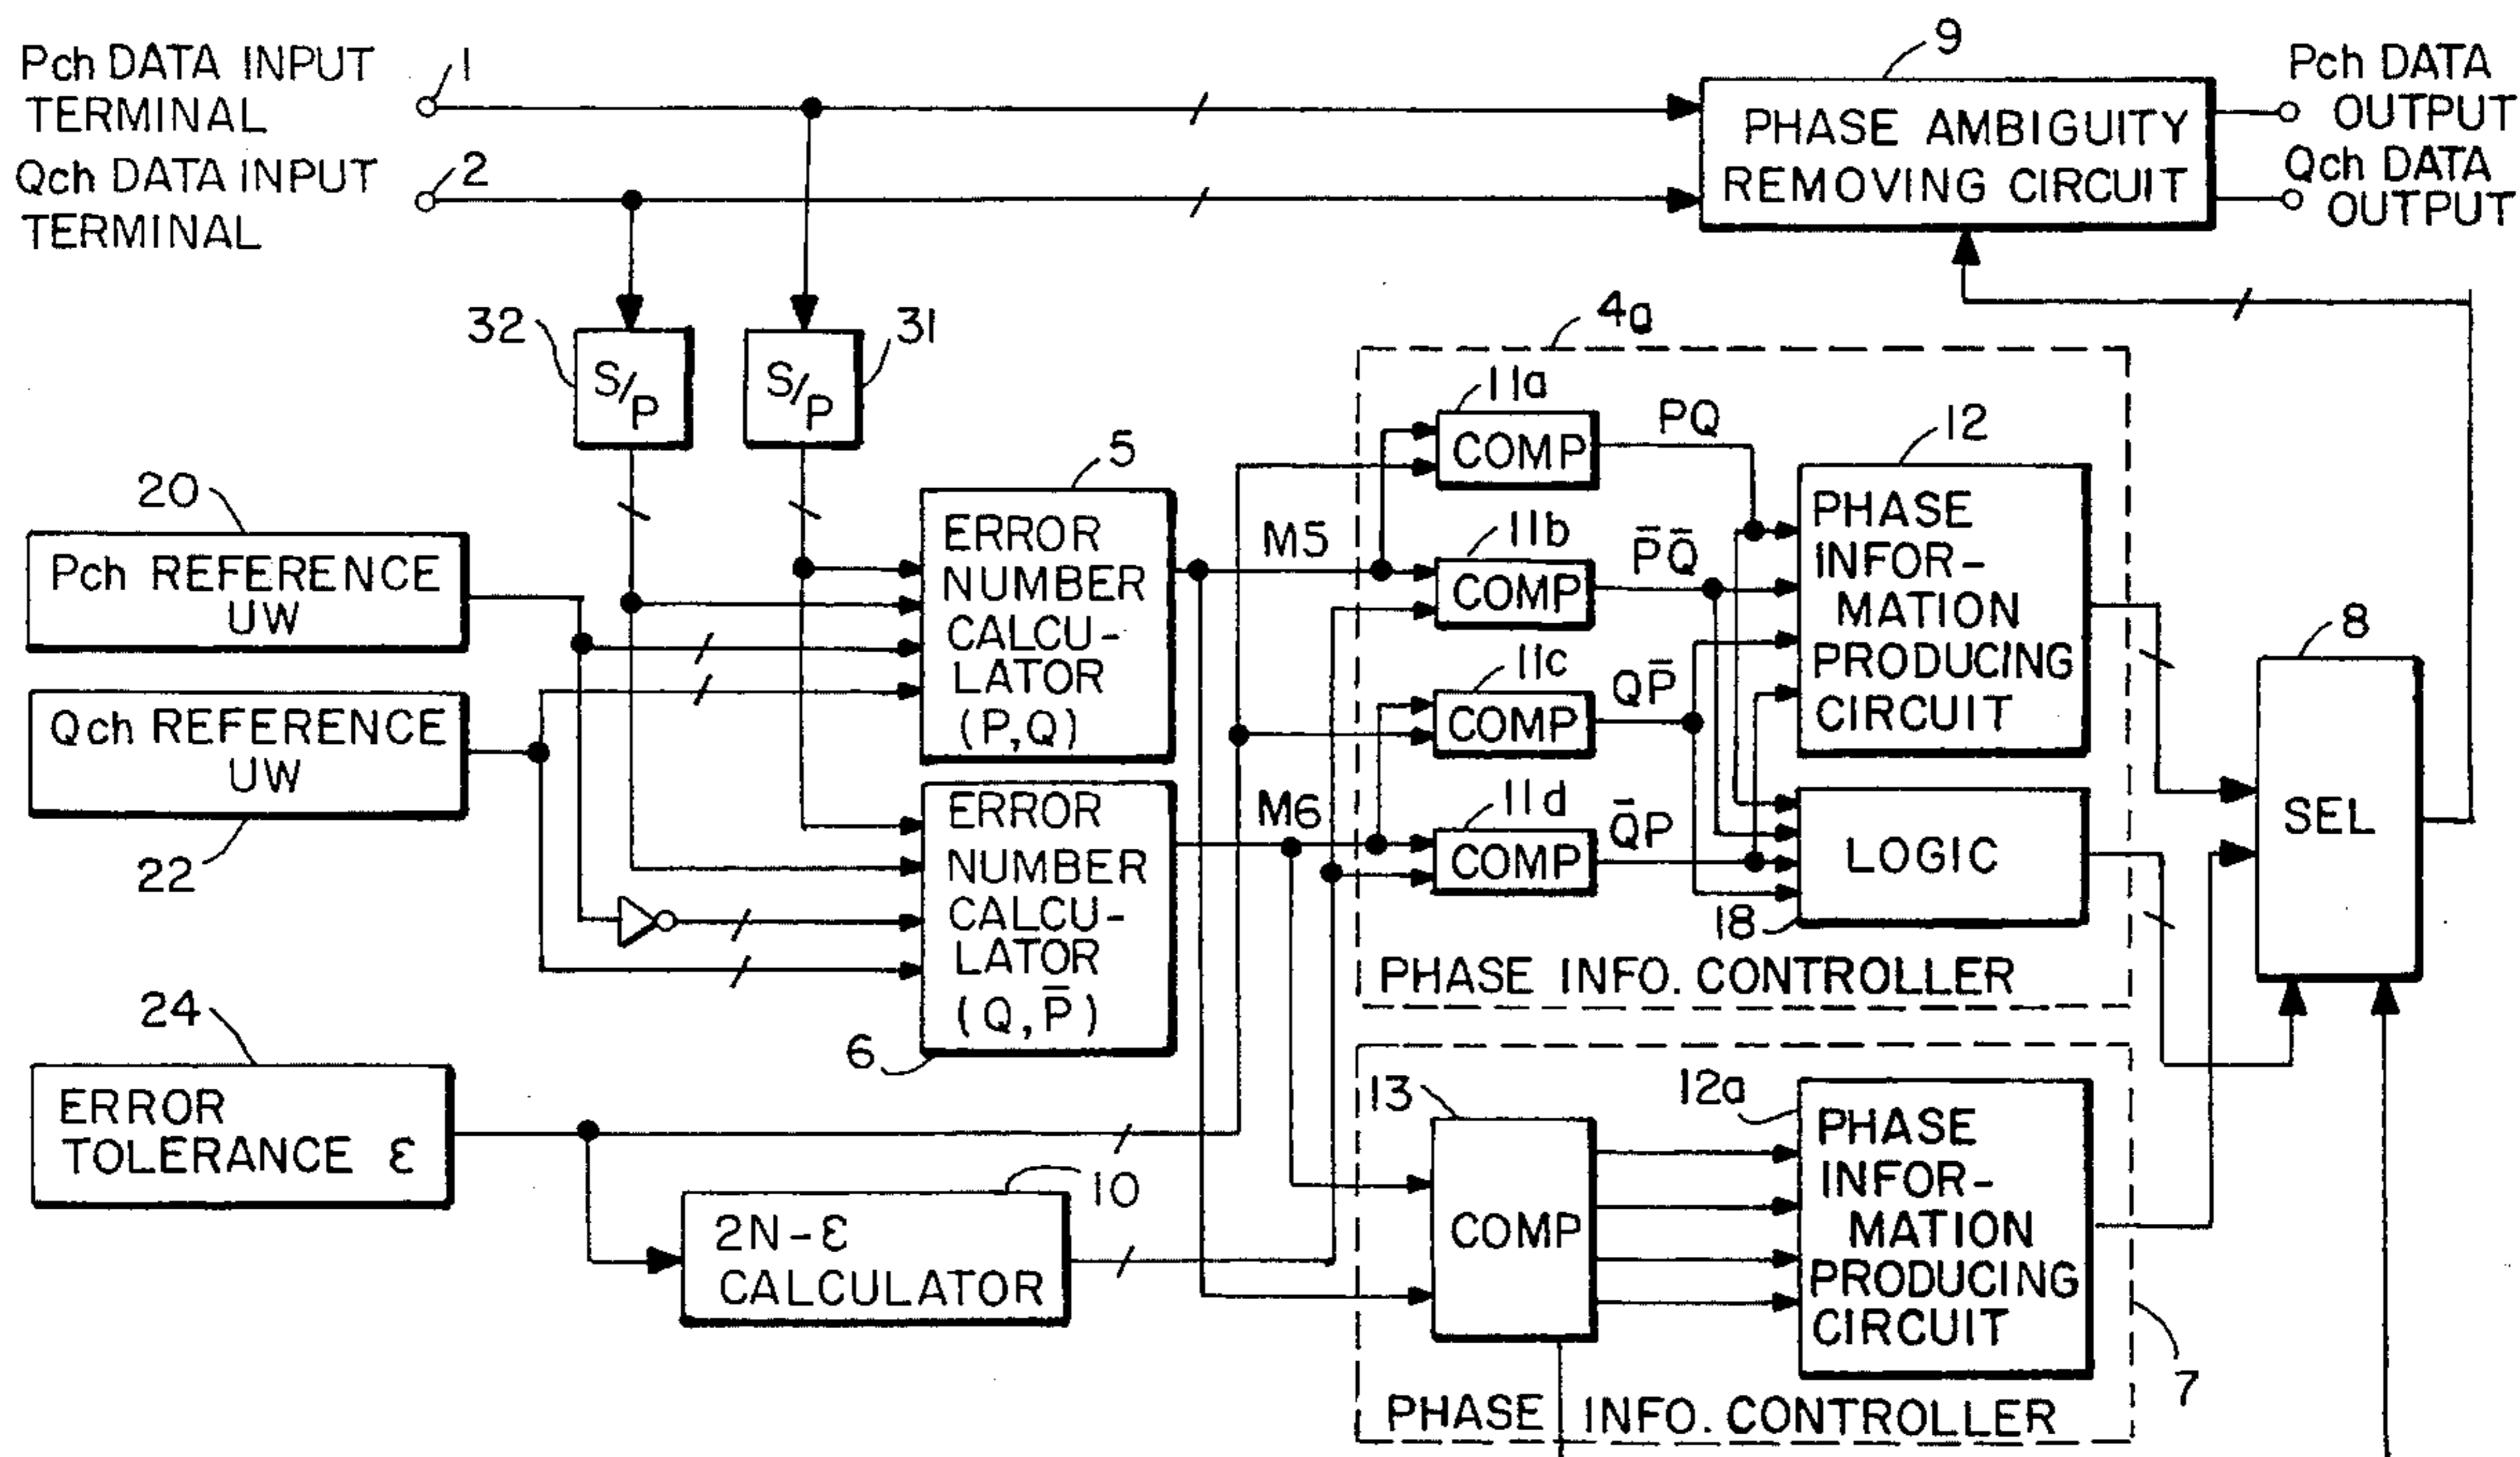 Pch DATA INPUT
TERMINAL
1
Qch DATA INPUT
TERMINAL
2
9
PHASE AMBIGUITY
REMOVING CIRCUIT
Pch DATA
OUTPUT
Qch DATA
OUTPUT
32
S/P
31
S/P
20
Pch REFERENCE
UW
Qch REFERENCE
UW
22
5
ERROR
NUMBER
CALCU-
LATOR
(P,Q)
ERROR
NUMBER
CALCU-
LATOR
(Q,P̅)
6
M5
M6
4a
11a
COMP
PQ
11b
COMP
P̅Q̅
11c
COMP
QP̅
11d
COMP
Q̅P
12
PHASE
INFOR-
MATION
PRODUCING
CIRCUIT
LOGIC
18
PHASE INFO. CONTROLLER
8
SEL
24
ERROR
TOLERANCE ε
10
2N-ε
CALCULATOR
13
COMP
12a
PHASE
INFOR-
MATION
PRODUCING
CIRCUIT
7
PHASE INFO. CONTROLLER